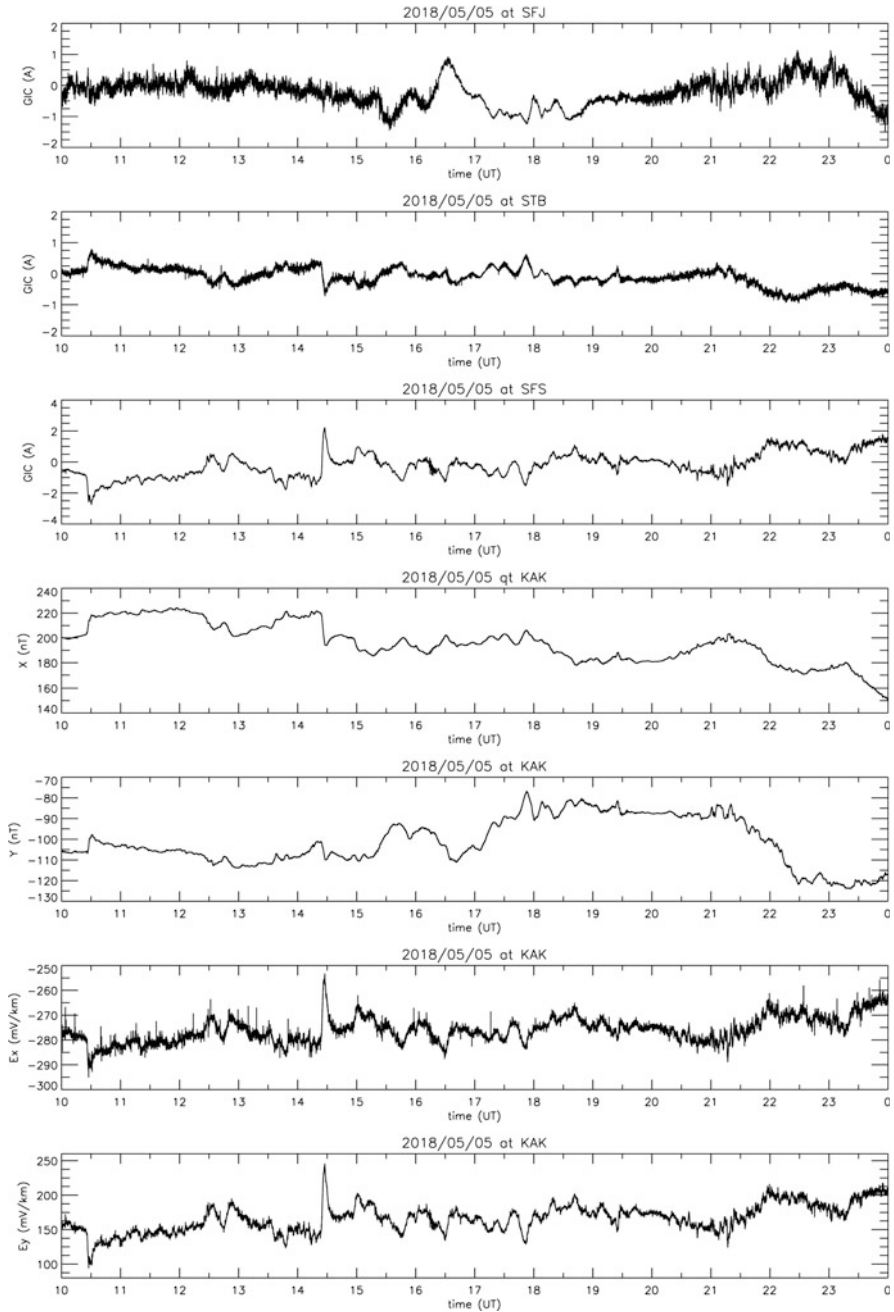 2018/05/05 at SFJ
GIC (A)
2
1
0
-1
-2
10 11 12 13 14 15 16 17 18 19 20 21 22 23 0
time (UT)
2018/05/05 at STB
GIC (A)
2
1
0
-1
-2
10 11 12 13 14 15 16 17 18 19 20 21 22 23 0
time (UT)
2018/05/05 at SFS
GIC (A)
4
2
0
-2
-4
10 11 12 13 14 15 16 17 18 19 20 21 22 23 0
time (UT)
2018/05/05 qt KAK
X (nT)
220
200
180
160
140
10 11 12 13 14 15 16 17 18 19 20 21 22 23 0
time (UT)
2018/05/05 at KAK
Y (nT)
-70
-80
-90
-100
-110
-120
-130
10 11 12 13 14 15 16 17 18 19 20 21 22 23 0
time (UT)
2018/05/05 at KAK
Ex (mV/km)
-250
-260
-270
-280
-290
-300
10 11 12 13 14 15 16 17 18 19 20 21 22 23 0
time (UT)
2018/05/05 at KAK
Ey (mV/km)
250
200
150
100
10 11 12 13 14 15 16 17 18 19 20 21 22 23 0
time (UT)